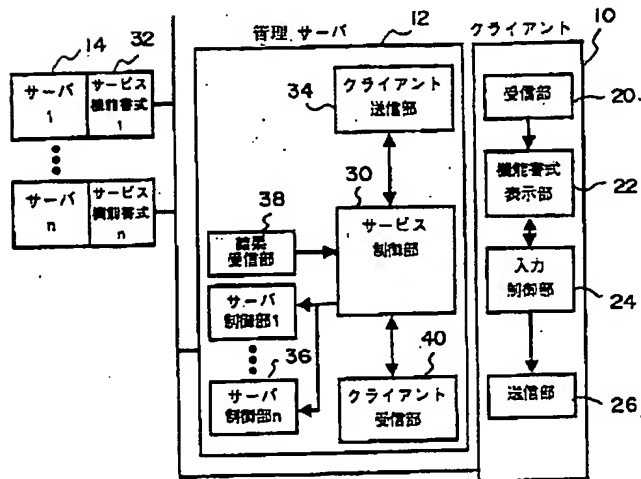 14
32
サーバ
1
サービス
機能書式
1
サーバ
n
サービス
機能書式
n
管理サーバ
12
クライアント
送信部
34
30
サービス
制御部
38
結果
受信部
サーバ
制御部1
36
サーバ
制御部n
40
クライアント
受信部
クライアント
10
受信部
20
機能書式
表示部
22
入力
制御部
24
送信部
26